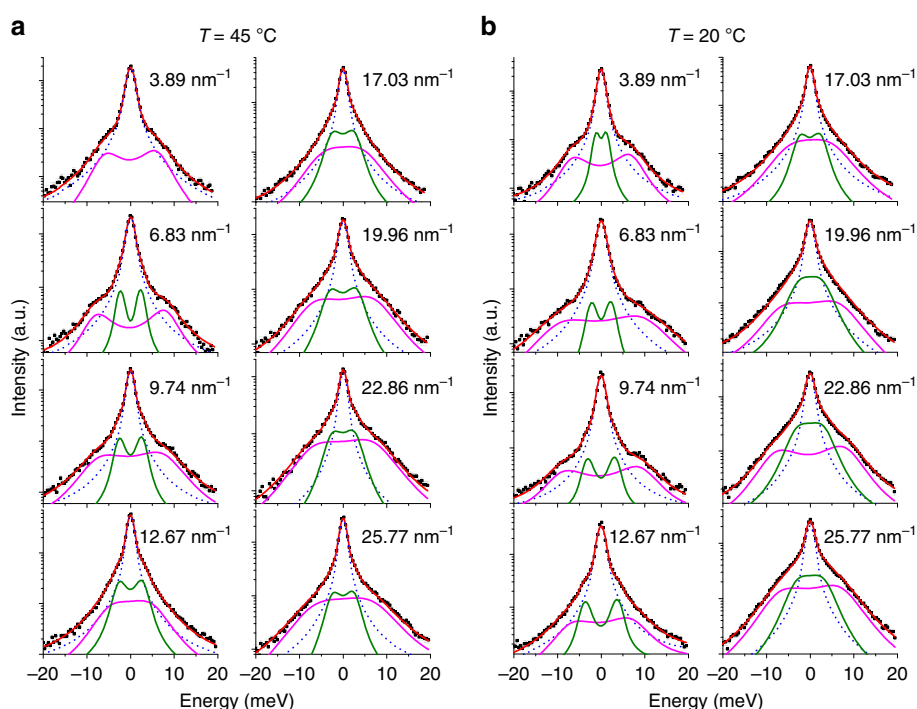 a
T = 45 °C
b
T = 20 °C
3.89 nm⁻¹
17.03 nm⁻¹
3.89 nm⁻¹
17.03 nm⁻¹
6.83 nm⁻¹
19.96 nm⁻¹
6.83 nm⁻¹
19.96 nm⁻¹
Intensity (a.u.)
Intensity (a.u.)
9.74 nm⁻¹
22.86 nm⁻¹
9.74 nm⁻¹
22.86 nm⁻¹
12.67 nm⁻¹
25.77 nm⁻¹
12.67 nm⁻¹
25.77 nm⁻¹
−20 −10 0 10 20 −10 0 10 20
−20 −10 0 10 20 −20 −10 0 10 20
Energy (meV)
Energy (meV)
Energy (meV)
Energy (meV)